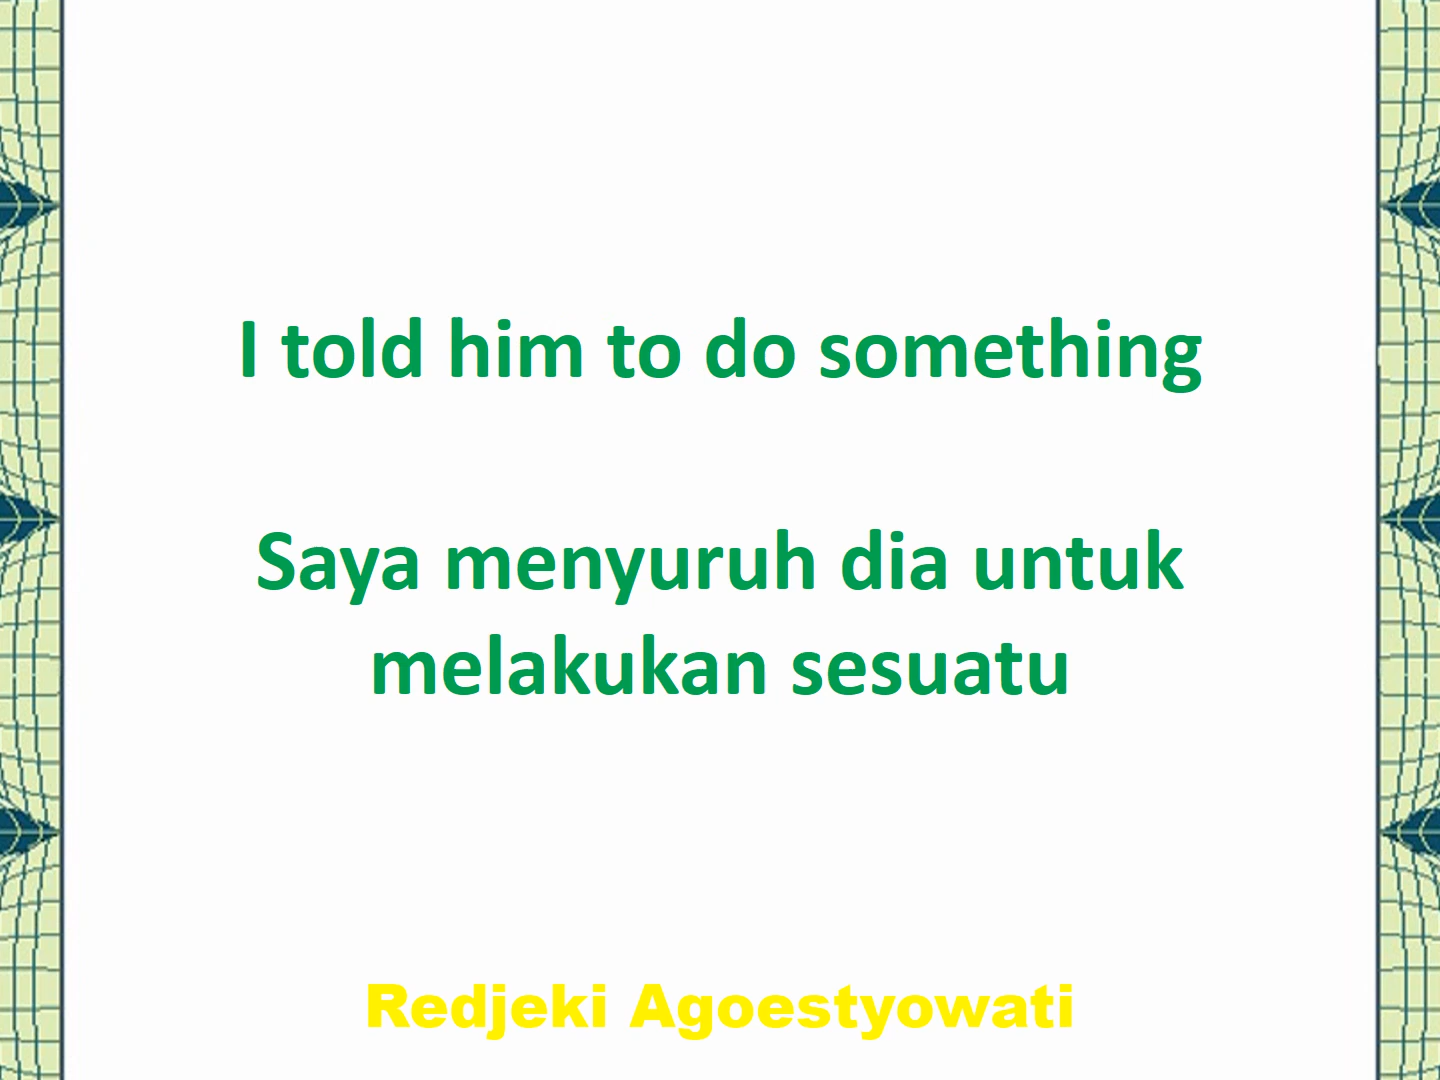 I told him to do something
Saya menyuruh dia untuk
melakukan sesuatu
Redjeki Agoestyowati